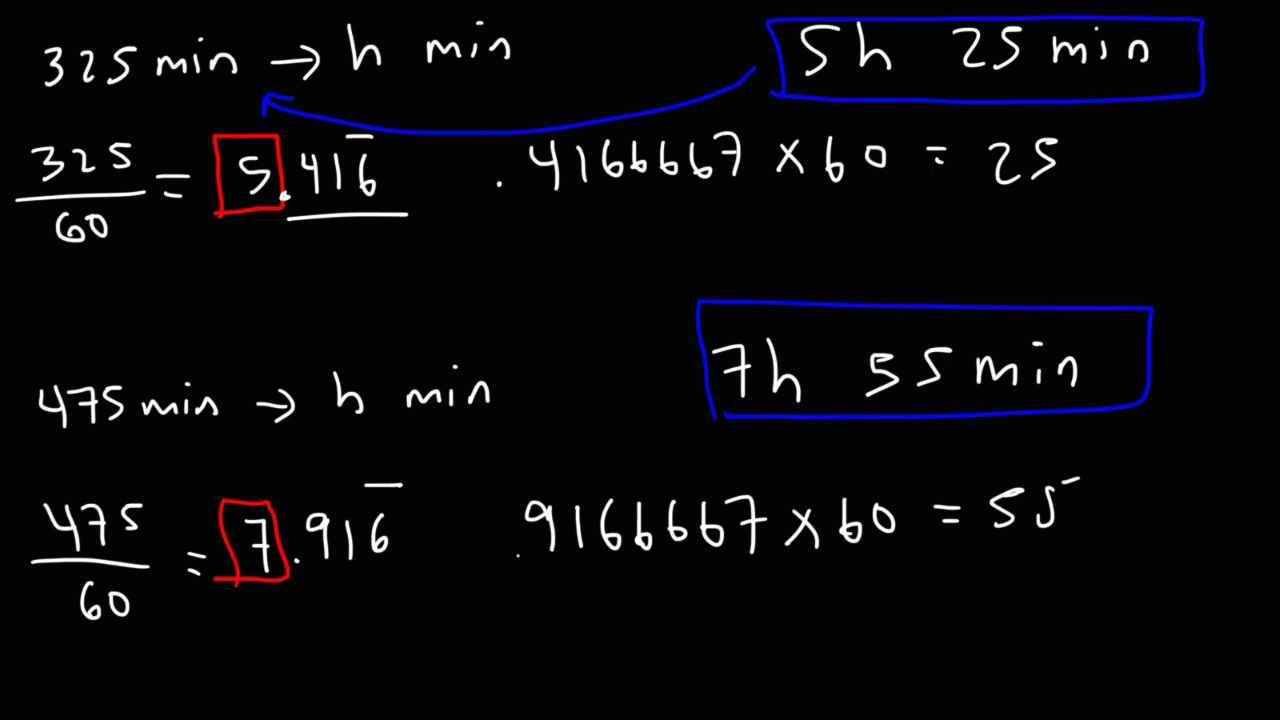 325 min → h min
5h 25 min
325/60 = 5.416̅
.4166667 × 60 = 25
475 min → h min
7h 55 min
475/60 = 7.916̅
.9166667 × 60 = 55